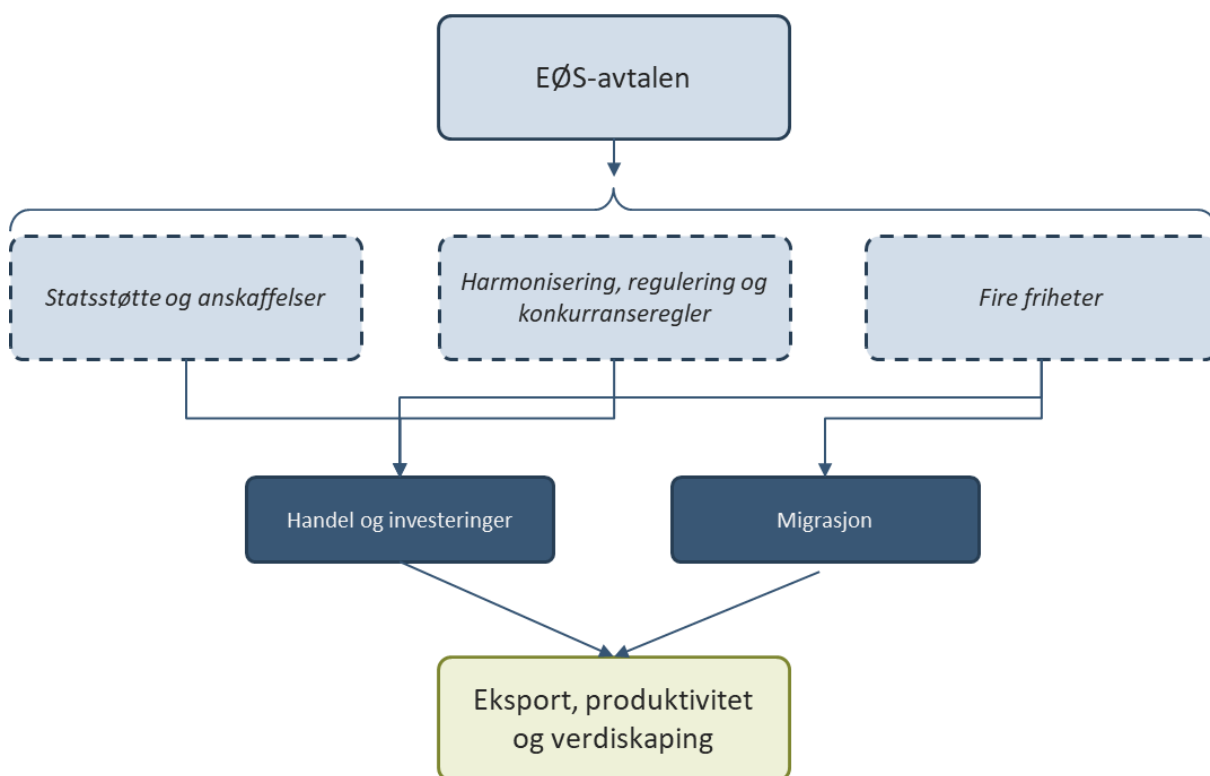 EØS-avtalen
Statsstøtte og anskaffelser
Harmonisering, regulering og
konkurranseregler
Fire friheter
Handel og investeringer
Migrasjon
Eksport, produktivitet
og verdiskaping